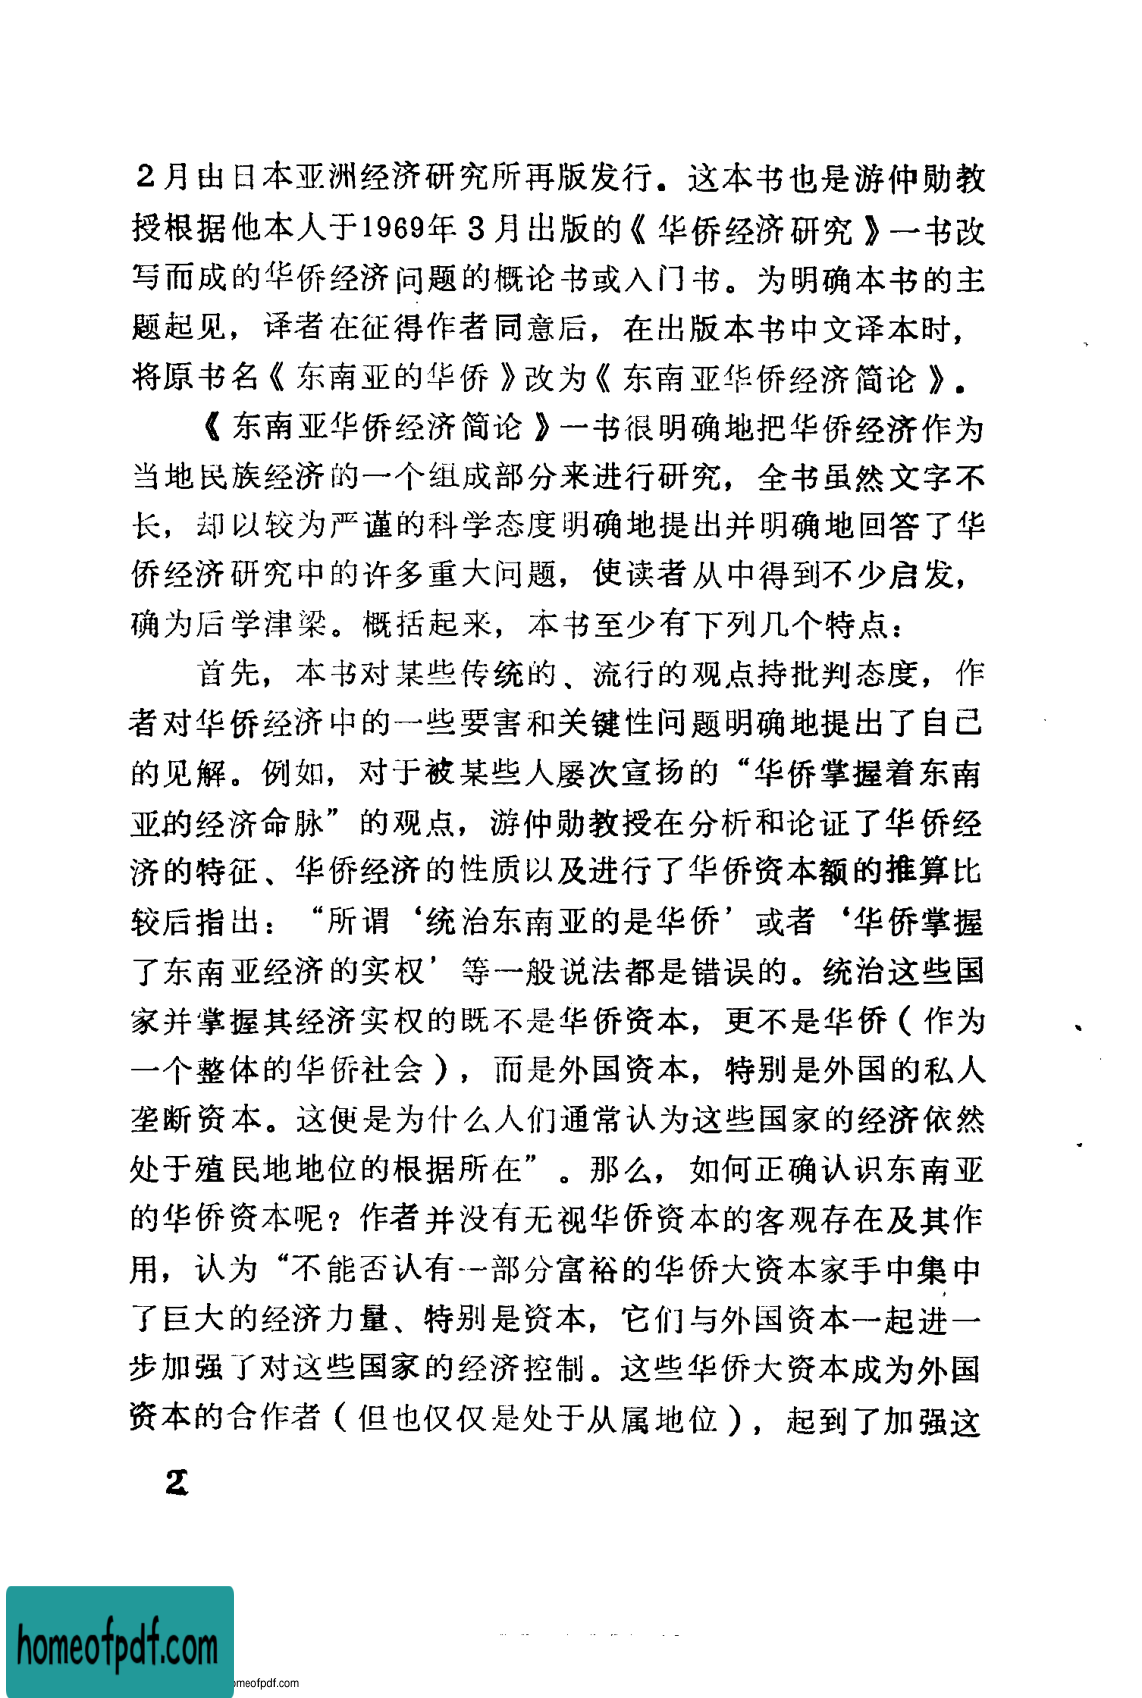 2月由日本亚洲经济研究所再版发行。这本书也是游仲勋教
授根据他本人于1969年3月出版的《华侨经济研究》一书改
写而成的华侨经济问题的概论书或入门书。为明确本书的主
题起见，译者在征得作者同意后，在出版本书中文译本时，
将原书名《东南亚的华侨》改为《东南亚华侨经济简论》。
《东南亚华侨经济简论》一书很明确地把华侨经济作为
当地民族经济的一个组成部分来进行研究，全书虽然文字不
长，却以较为严谨的科学态度明确地提出并明确地回答了华
侨经济研究中的许多重大问题，使读者从中得到不少启发，
确为后学津梁。概括起来，本书至少有下列几个特点：
首先，本书对某些传统的、流行的观点持批判态度，作
者对华侨经济中的一些要害和关键性问题明确地提出了自己
的见解。例如，对于被某些人屡次宣扬的“华侨掌握着东南
亚的经济命脉”的观点，游仲勋教授在分析和论证了华侨经
济的特征、华侨经济的性质以及进行了华侨资本额的推算比
较后指出：“所谓‘统治东南亚的是华侨’或者‘华侨掌握
了东南亚经济的实权’等一般说法都是错误的。统治这些国
家并掌握其经济实权的既不是华侨资本，更不是华侨（作为
一个整体的华侨社会），而是外国资本，特别是外国的私人
垄断资本。这便是为什么人们通常认为这些国家的经济依然
处于殖民地地位的根据所在”。那么，如何正确认识东南亚
的华侨资本呢？作者并没有无视华侨资本的客观存在及其作
用，认为“不能否认有一部分富裕的华侨大资本家手中集中
了巨大的经济力量、特别是资本，它们与外国资本一起进一
步加强了对这些国家的经济控制。这些华侨大资本成为外国
资本的合作者（但也仅仅是处于从属地位），起到了加强这
2
homeofpdf.com
omeofpdf.com